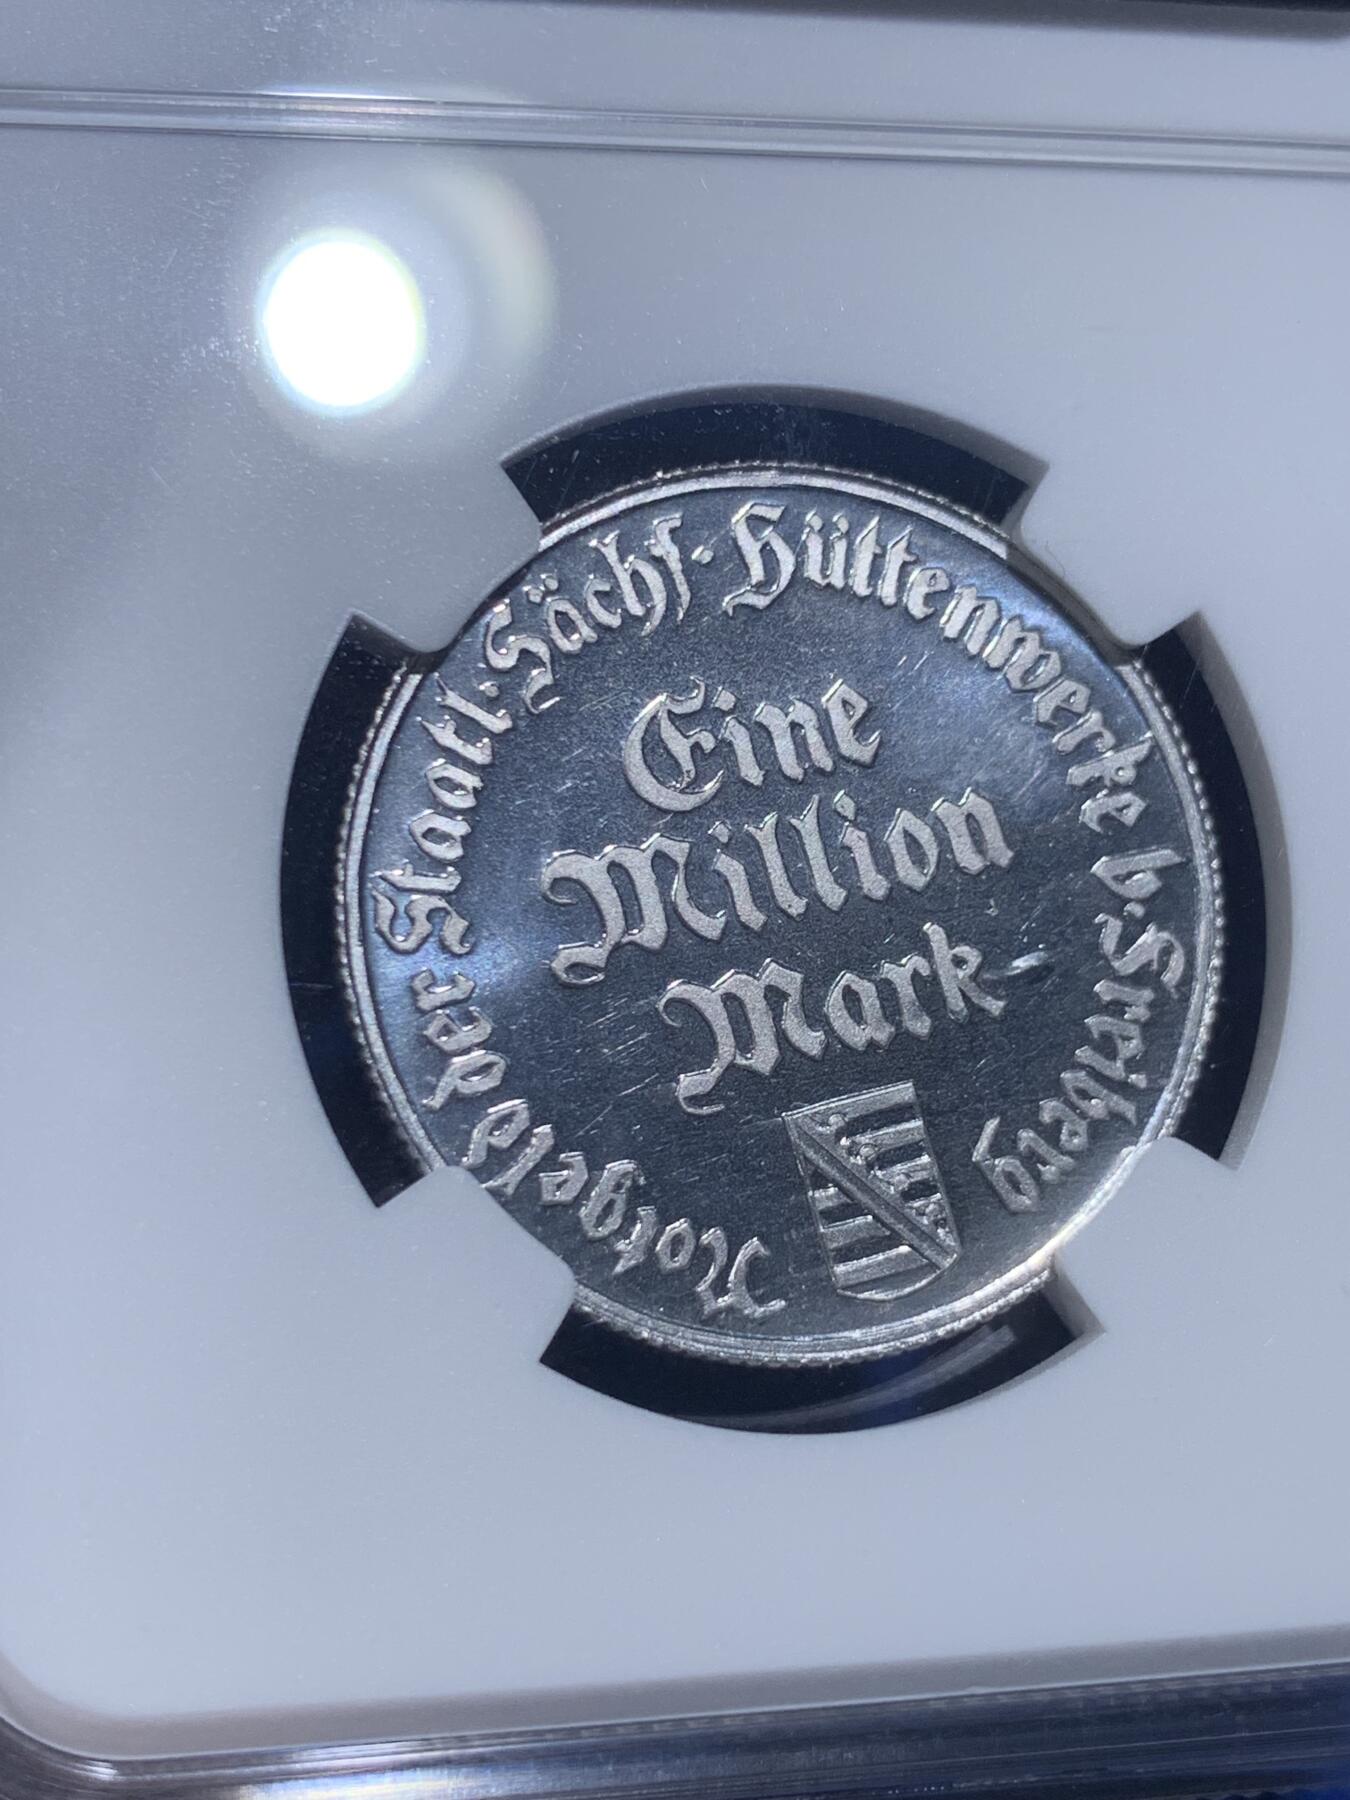 Notgeld der Staatl. Sächs. Hüttenwerke b. Freiberg
Eine
Million
Mark